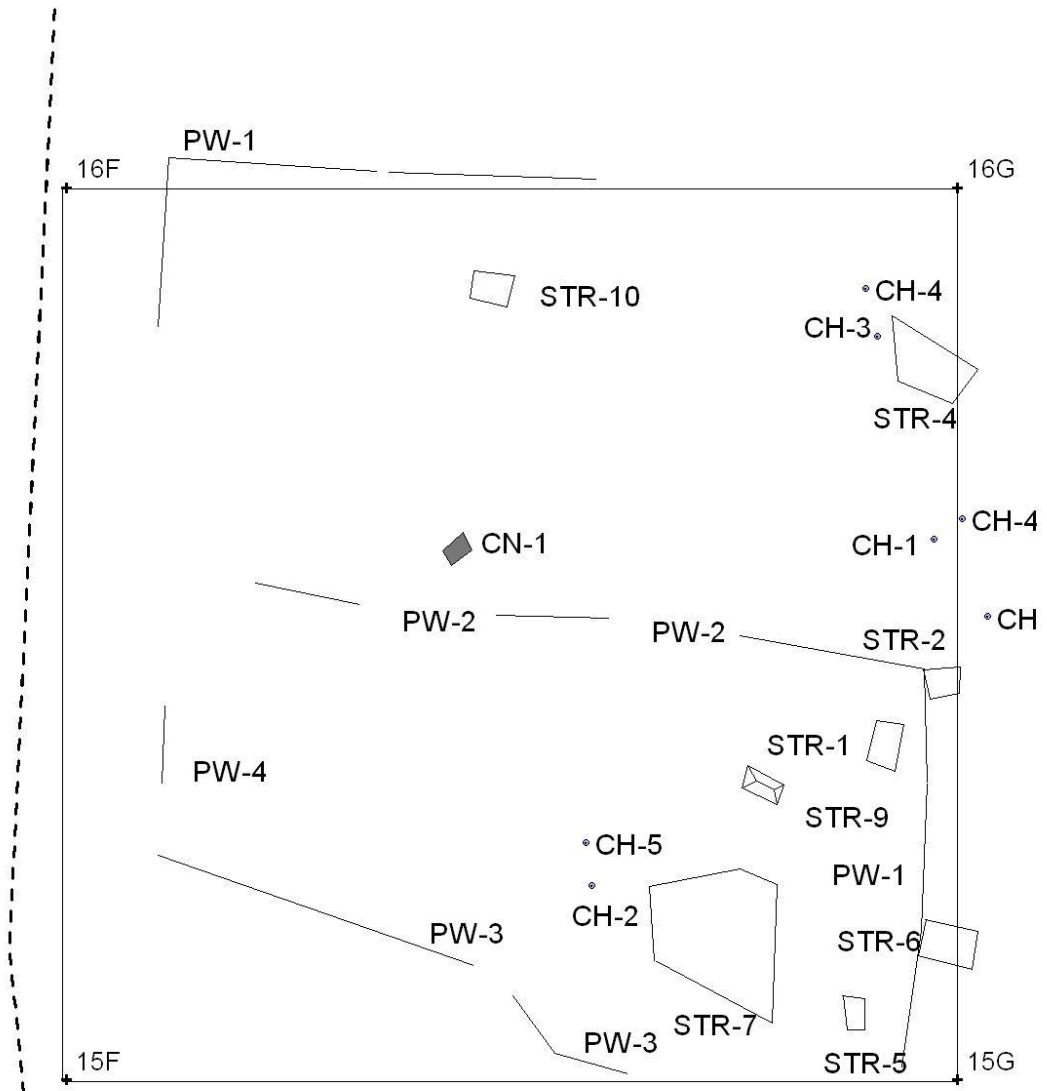 PW-1
16F
16G
STR-10
CH-4
CH-3
STR-4
CH-4
CN-1
CH-1
PW-2
CH
PW-2
STR-2
STR-1
PW-4
STR-9
CH-5
PW-1
CH-2
PW-3
STR-6
STR-7
PW-3
15F
STR-5
15G